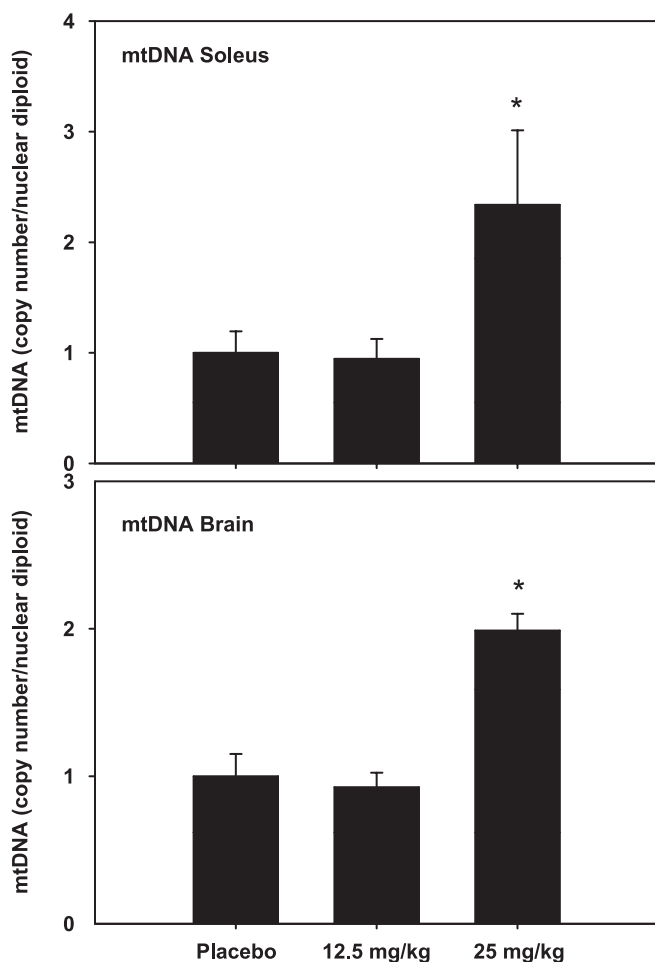 4
mtDNA Soleus
*
3
2
1
0
mtDNA (copy number/nuclear diploid)
3
mtDNA Brain
*
2
1
0
mtDNA (copy number/nuclear diploid)
Placebo 12.5 mg/kg 25 mg/kg